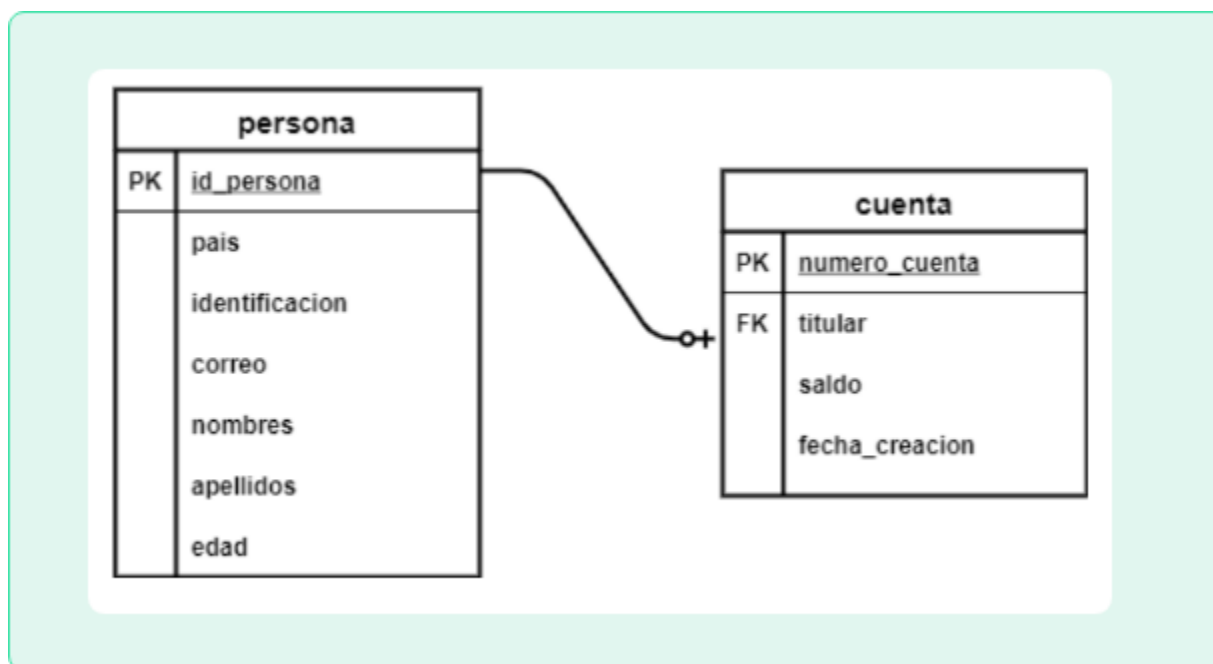 persona
PK id_persona
pais
identificacion
correo
nombres
apellidos
edad
cuenta
PK numero_cuenta
FK titular
saldo
fecha_creacion